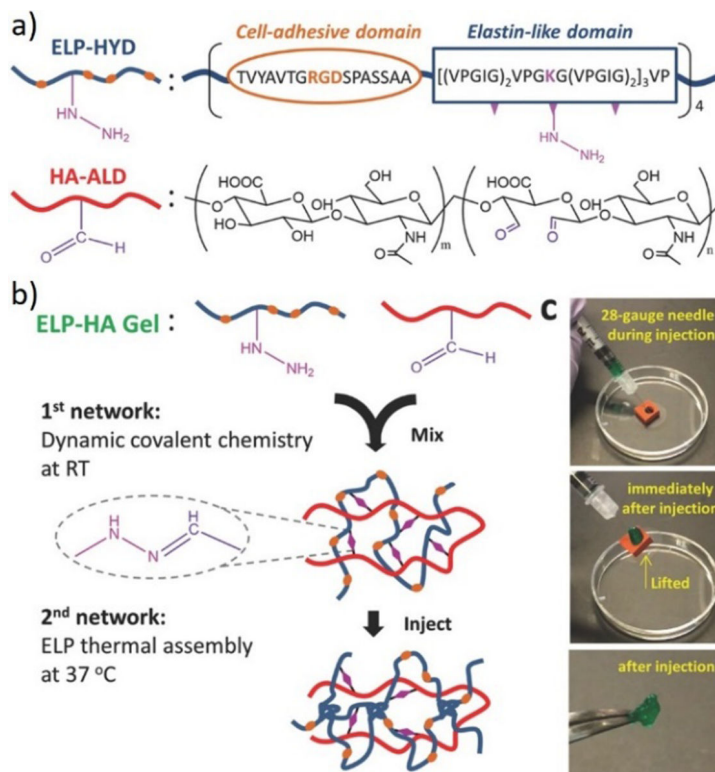 a)
Cell-adhesive domain
Elastin-like domain
ELP-HYD
:
TVYAVTGRGDSPASSAA
[(VPGIG)₂VPGKG(VPGIG)₂]₃VP
4
HN
NH₂
HN
NH₂
HA-ALD
:
HOOC
HO
OH
O
HO
OH
O
O
NH
O
m
HOOC
O
O
O
HO
OH
O
O
NH
O
n
O
H
b)
ELP-HA Gel :
HN
NH₂
O
H
1st network:
Dynamic covalent chemistry
at RT
Mix
H
N
N
H
2nd network:
ELP thermal assembly
at 37 °C
Inject
c
28-gauge needle
during injection
immediately
after injection
Lifted
after injection